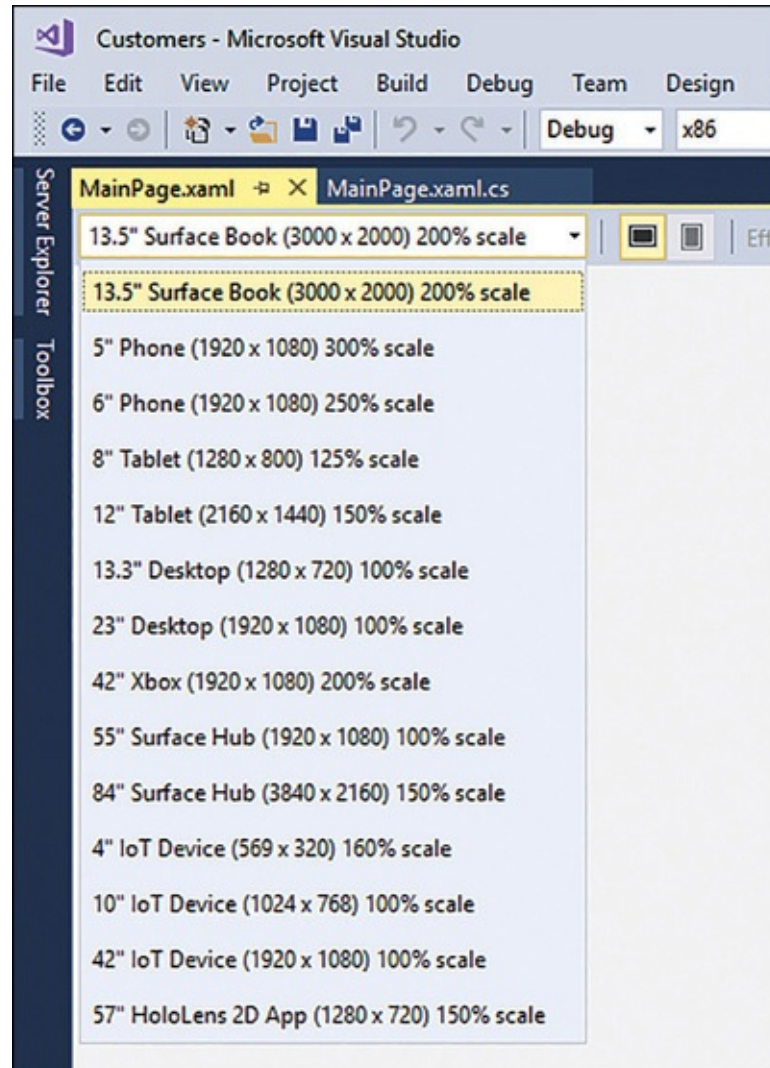 Customers - Microsoft Visual Studio
File Edit View Project Build Debug Team Design
Debug x86
Server Explorer
Toolbox
MainPage.xaml MainPage.xaml.cs
13.5" Surface Book (3000 x 2000) 200% scale Eff
13.5" Surface Book (3000 x 2000) 200% scale
5" Phone (1920 x 1080) 300% scale
6" Phone (1920 x 1080) 250% scale
8" Tablet (1280 x 800) 125% scale
12" Tablet (2160 x 1440) 150% scale
13.3" Desktop (1280 x 720) 100% scale
23" Desktop (1920 x 1080) 100% scale
42" Xbox (1920 x 1080) 200% scale
55" Surface Hub (1920 x 1080) 100% scale
84" Surface Hub (3840 x 2160) 150% scale
4" IoT Device (569 x 320) 160% scale
10" IoT Device (1024 x 768) 100% scale
42" IoT Device (1920 x 1080) 100% scale
57" HoloLens 2D App (1280 x 720) 150% scale